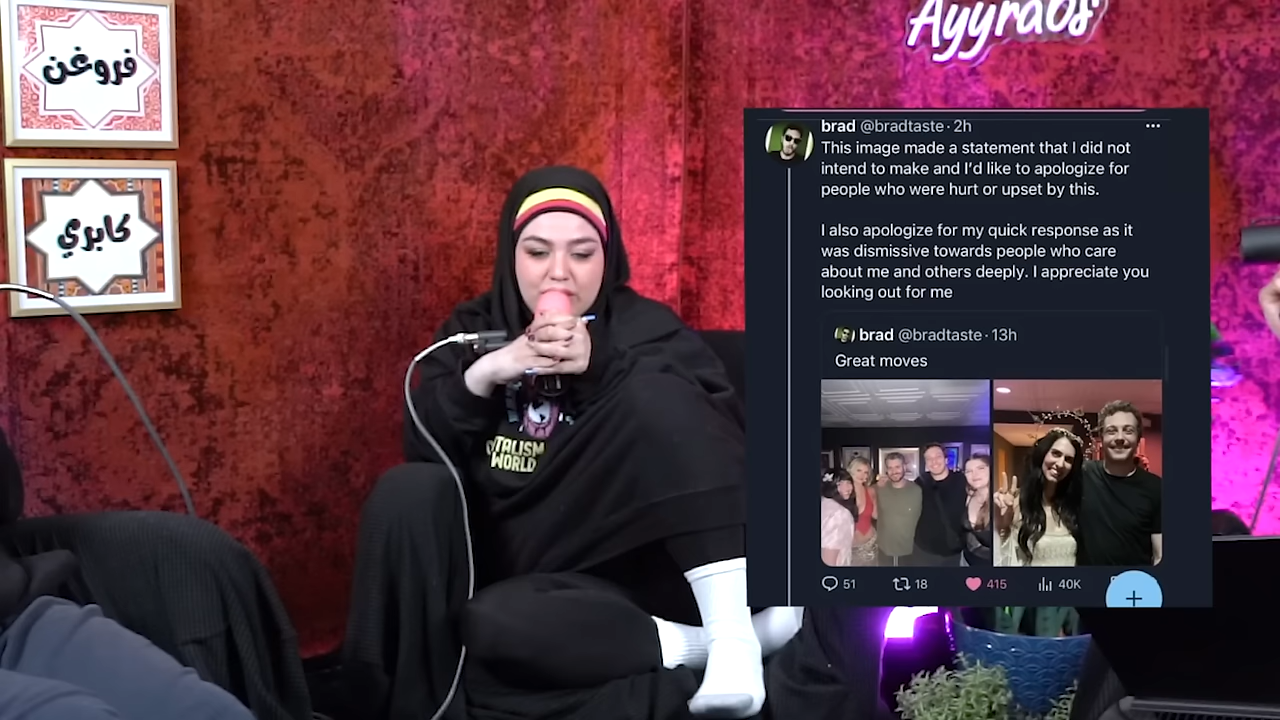 فروغن
كابري
Ayyraos
TALISM
WORLD
brad @bradtaste · 2h
This image made a statement that I did not
intend to make and I'd like to apologize for
people who were hurt or upset by this.
I also apologize for my quick response as it
was dismissive towards people who care
about me and others deeply. I appreciate you
looking out for me
brad @bradtaste · 13h
Great moves
51
18
415
40K